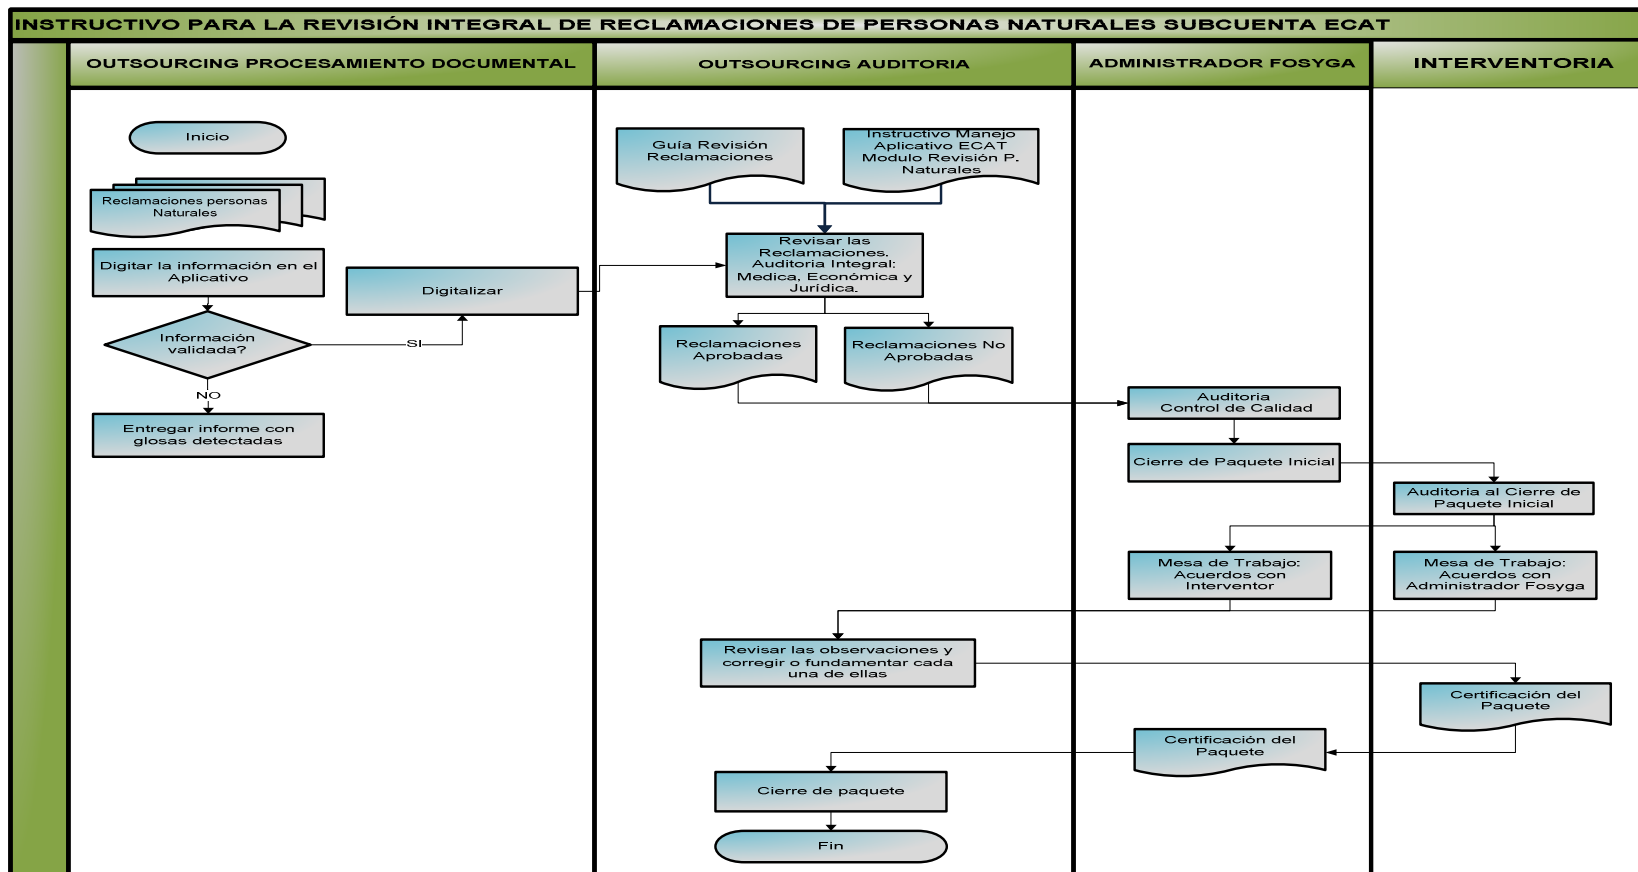 INSTRUCTIVO PARA LA REVISIÓN INTEGRAL DE RECLAMACIONES DE PERSONAS NATURALES SUBCUENTA ECAT
OUTSOURCING PROCESAMIENTO DOCUMENTAL
OUTSOURCING AUDITORIA
ADMINISTRADOR FOSYGA
INTERVENTORIA
Inicio
Reclamaciones personas
Naturales
Digitar la información en el
Aplicativo
Información
validada?
SI
NO
Entregar informe con
glosas detectadas
Digitalizar
Guía Revisión
Reclamaciones
Instructivo Manejo
Aplicativo ECAT
Modulo Revisión P.
Naturales
Revisar las
Reclamaciones.
Auditoria Integral:
Medica, Económica y
Jurídica.
Reclamaciones
Aprobadas
Reclamaciones No
Aprobadas
Auditoria
Control de Calidad
Cierre de Paquete Inicial
Auditoria al Cierre de
Paquete Inicial
Mesa de Trabajo:
Acuerdos con
Interventor
Mesa de Trabajo:
Acuerdos con
Administrador Fosyga
Revisar las observaciones y
corregir o fundamentar cada
una de ellas
Certificación del
Paquete
Certificación del
Paquete
Cierre de paquete
Fin